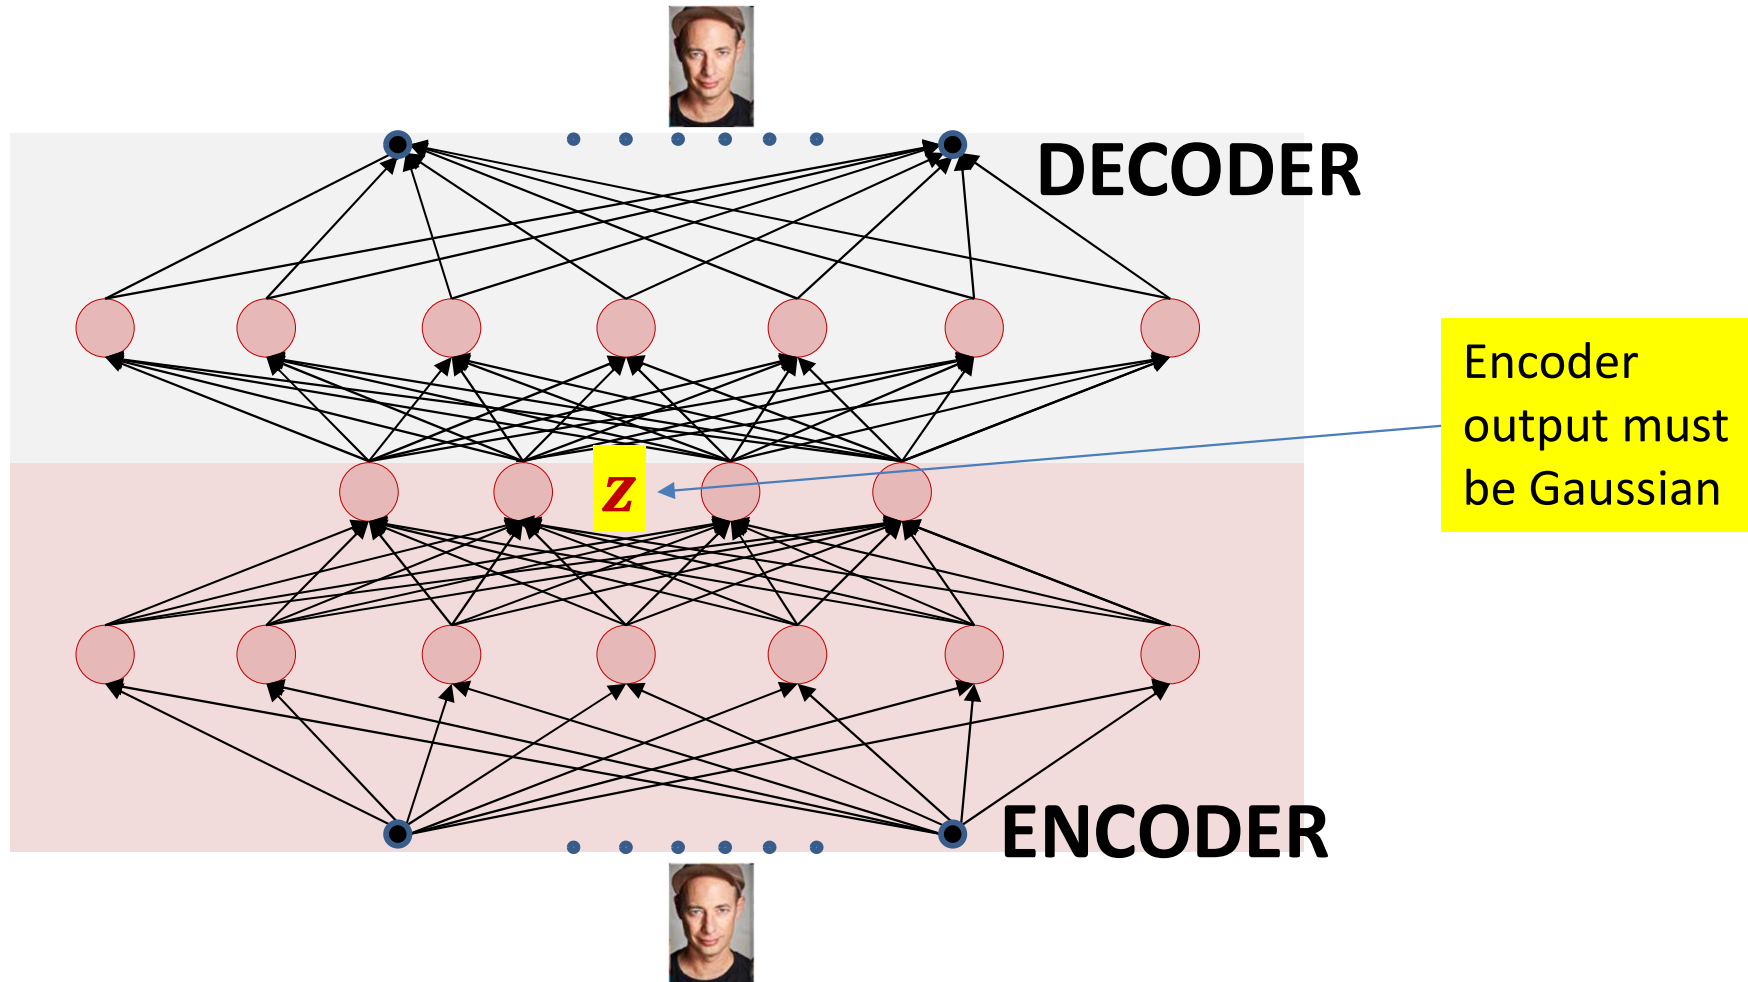 DECODER
Encoder
output must
be Gaussian
z
ENCODER